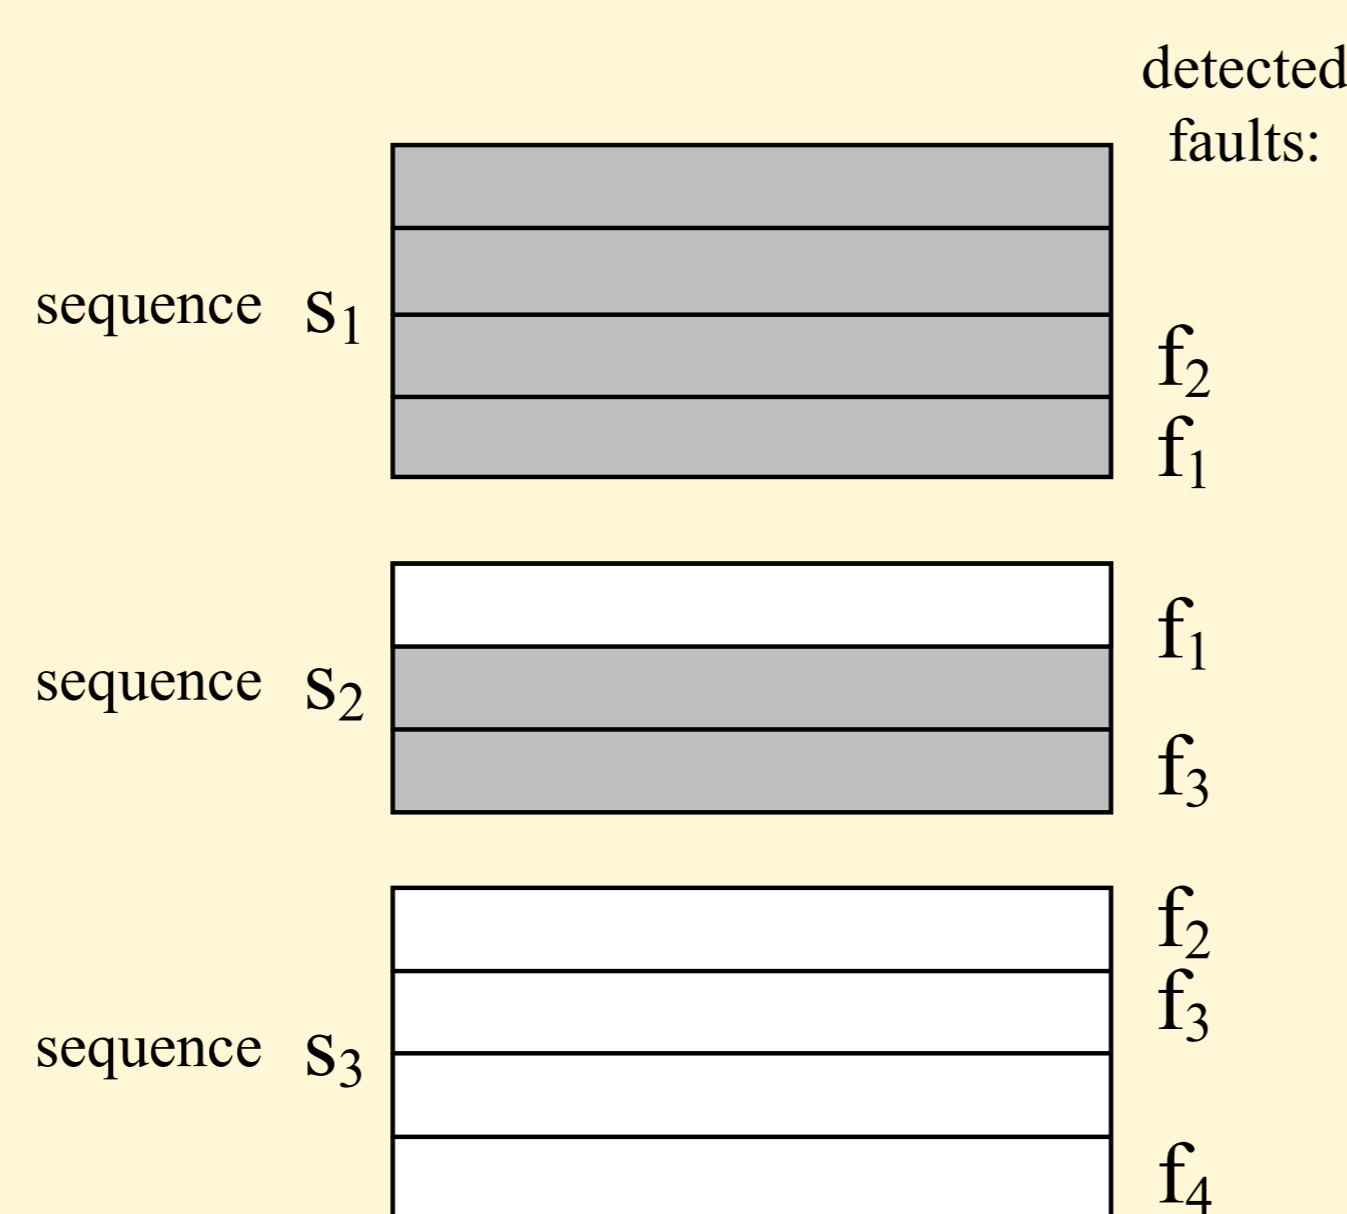 detected
faults:
sequence s₁
f₂
f₁
f₁
sequence s₂
f₃
f₂
f₃
sequence s₃
f₄